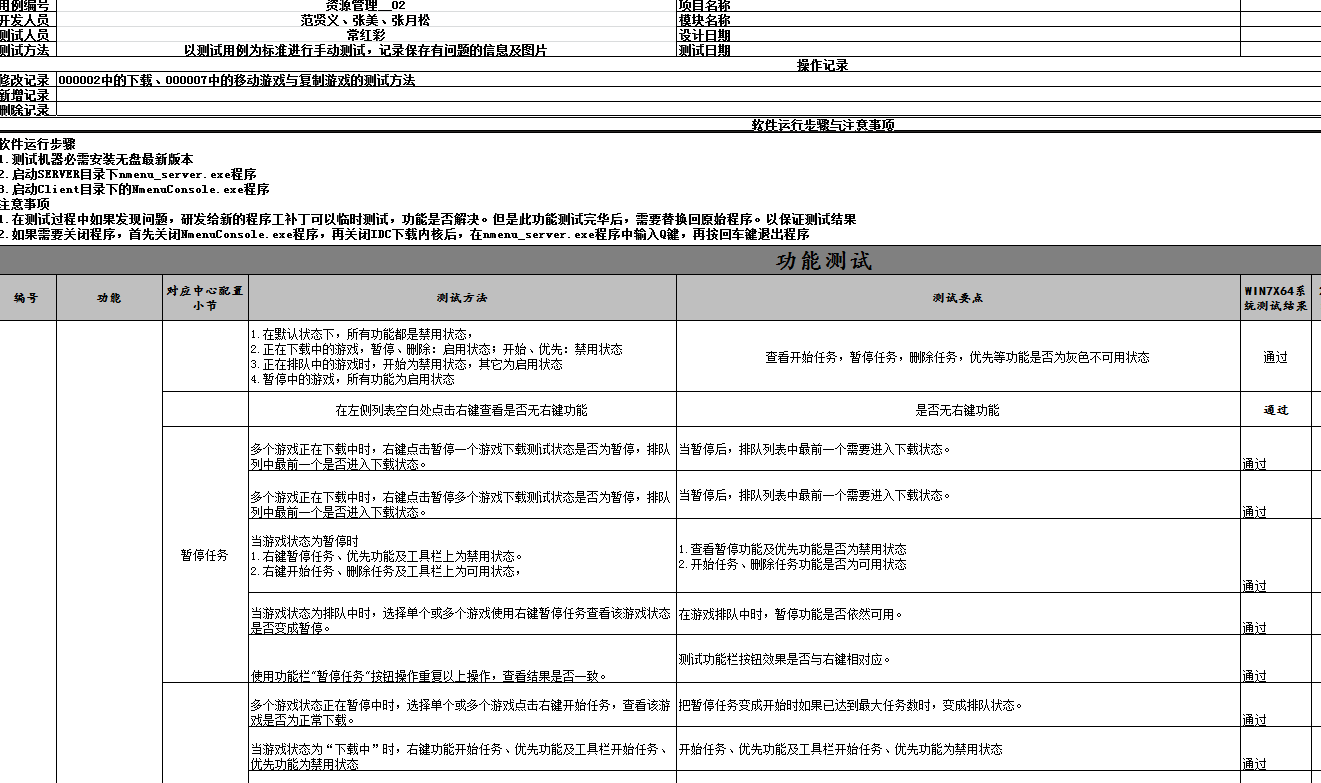 用例编号 资源管理__02 项目名称
开发人员 范贤义、张美、张月松 模块名称
测试人员 常红彩 设计日期
测试方法 以测试用例为标准进行手动测试，记录保存有问题的信息及图片 测试日期
操作记录
修改记录 000002中的下载、000007中的移动游戏与复制游戏的测试方法
新增记录
删除记录
软件运行步骤与注意事项
软件运行步骤
1.测试机器必需安装无盘最新版本
2.启动SERVER目录下nmenu_server.exe程序
3.启动Client目录下的NmenuConsole.exe程序
注意事项
1.在测试过程中如果发现问题，研发给新的程序工补丁可以临时测试，功能是否解决。但是此功能测试完毕后，需要替换回原始程序。以保证测试结果
2.如果需要关闭程序，首先关闭NmenuConsole.exe程序，再关闭IDC下载内核后，在nmenu_server.exe程序中输入Q键，再按回车键退出程序
功能测试
编号 功能 对应中心配置
小节 测试方法 测试要点 WIN7X64系
统测试结果
1.在默认状态下，所有功能都是禁用状态，
2.正在下载中的游戏，暂停、删除：启用状态；开始、优先：禁用状态
3.正在排队中的游戏时，开始为禁用状态，其它为启用状态
4.暂停中的游戏，所有功能为启用状态
查看开始任务，暂停任务，删除任务，优先等功能是否为灰色不可用状态
通过
在左侧列表空白处点击右键查看是否无右键功能 是否无右键功能 通过
暂停任务
多个游戏正在下载中时，右键点击暂停一个游戏下载测试状态是否为暂停，排队
列中最前一个是否进入下载状态。
当暂停后，排队列表中最前一个需要进入下载状态。
通过
多个游戏正在下载中时，右键点击暂停多个游戏下载测试状态是否为暂停，排队
列中最前一个是否进入下载状态。
当暂停后，排队列表中最前一个需要进入下载状态。
通过
当游戏状态为暂停时
1.右键暂停任务、优先功能及工具栏上为禁用状态。
2.右键开始任务、删除任务及工具栏上为可用状态，
1.查看暂停功能及优先功能是否为禁用状态
2.开始任务、删除任务功能是否为可用状态
通过
当游戏状态为排队中时，选择单个或多个游戏使用右键暂停任务查看该游戏状态
是否变成暂停。
在游戏排队中时，暂停功能是否依然可用。
通过
使用功能栏"暂停任务"按钮操作重复以上操作，查看结果是否一致。
测试功能栏按钮效果是否与右键相对应。
通过
多个游戏状态正在暂停中时，选择单个或多个游戏点击右键开始任务，查看该游
戏是否为正常下载。
把暂停任务变成开始时如果已达到最大任务数时，变成排队状态。
通过
当游戏状态为“下载中”时，右键功能开始任务、优先功能及工具栏开始任务、
优先功能为禁用状态
开始任务、优先功能及工具栏开始任务、优先功能为禁用状态
通过